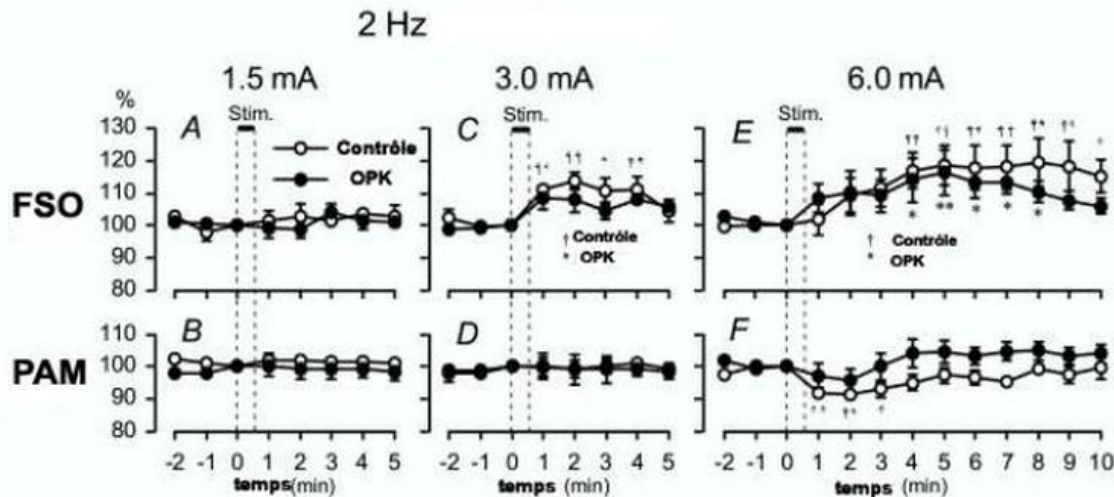 2 Hz
1.5 mA 3.0 mA 6.0 mA
% Stim. Stim. Stim.
130 A C E
120 Contrôle
110 OPK
FSO
100
90 † Contrôle † Contrôle
80 * OPK * OPK
110 B D F
PAM
100
90
80
-2 -1 0 1 2 3 4 5 -2 -1 0 1 2 3 4 5 -2 -1 0 1 2 3 4 5 6 7 8 9 10
temps (min) temps (min) temps (min)